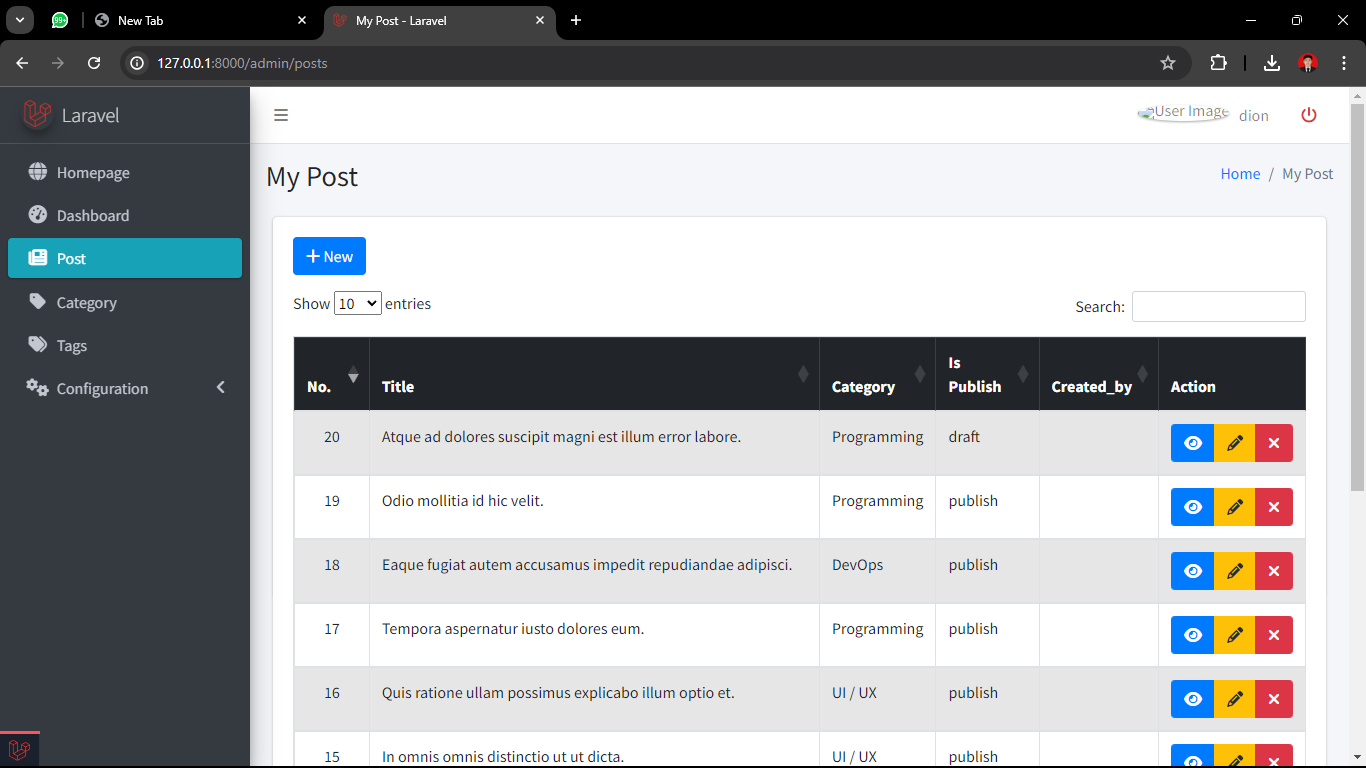 99+
New Tab
My Post - Laravel
127.0.0.1:8000/admin/posts
Laravel
User Image
dion
Homepage
Dashboard
Post
Category
Tags
Configuration
My Post
Home / My Post
New
Show 10 entries
Search:
No. Title Category Is Publish Created_by Action
20 Atque ad dolores suscipit magni est illum error labore. Programming draft
19 Odio mollitia id hic velit. Programming publish
18 Eaque fugiat autem accusamus impedit repudiandae adipisci. DevOps publish
17 Tempora aspernatur iusto dolores eum. Programming publish
16 Quis ratione ullam possimus explicabo illum optio et. UI / UX publish
15 In omnis omnis distinctio ut ut dicta. UI / UX publish